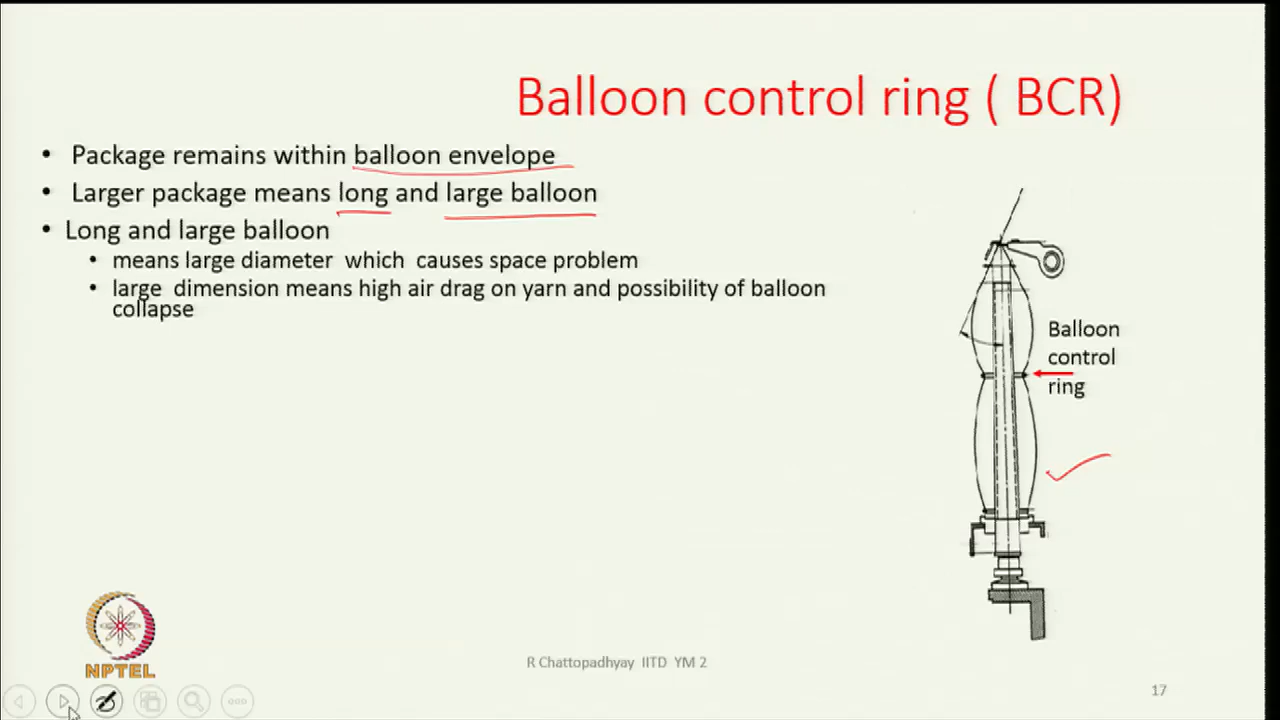 Balloon control ring ( BCR)
• Package remains within balloon envelope
• Larger package means long and large balloon
• Long and large balloon
• means large diameter which causes space problem
• large dimension means high air drag on yarn and possibility of balloon
collapse
Balloon
control
ring
NPTEL
R Chattopadhyay IITD YM 2
17